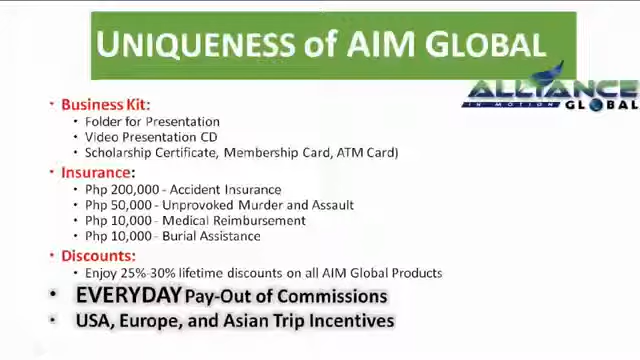 UNIQUENESS of AIM GLOBAL
ALLIANCE
IN MOTION GLOBAL
• Business Kit:
• Folder for Presentation
• Video Presentation CD
• Scholarship Certificate, Membership Card, ATM Card)
• Insurance:
• Php 200,000 - Accident Insurance
• Php 50,000 - Unprovoked Murder and Assault
• Php 10,000 - Medical Reimbursement
• Php 10,000 - Burial Assistance
• Discounts:
• Enjoy 25%-30% lifetime discounts on all AIM Global Products
• EVERYDAY Pay-Out of Commissions
• USA, Europe, and Asian Trip Incentives